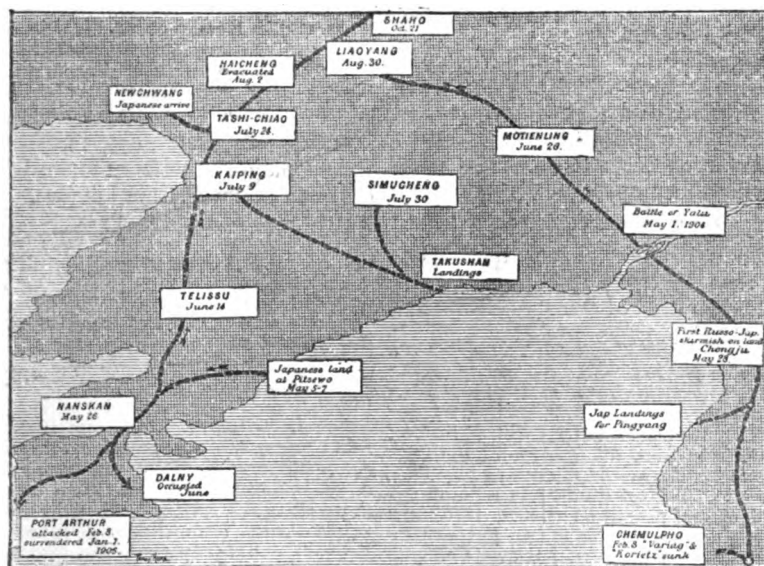 SHAHO
Oct. 21
LIAOYANG
Aug. 30.
HAICHENG
Evacuated
Aug. 2
NEWCHWANG
Japanese arrive
TASHI-CHIAO
July 24.
MOTIENLING
June 26.
KAIPING
July 9
SIMUCHENG
July 30
Battle of Yalu
May 1. 1904
TAKUSHAN
Landings
TELISSU
June 14
First Russo-Jap.
skirmish on land
Chongju
May 28
Japanese land
at Pitsewo
May 5-7
NANSKAN
May 26
Jap Landings
for Pingyang
DALNY
Occupied
June
PORT ARTHUR
attacked Feb. 8.
surrendered Jan. 1.
1905.
CHEMULPHO
Feb. 8 "Variag" &
Korietz" sunk